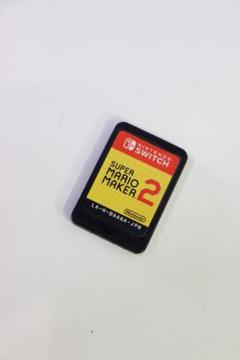 NINTENDO
SWITCH
SUPER
MARIO
MAKER 2
Nintendo
LA-H-BAAQA-JPN